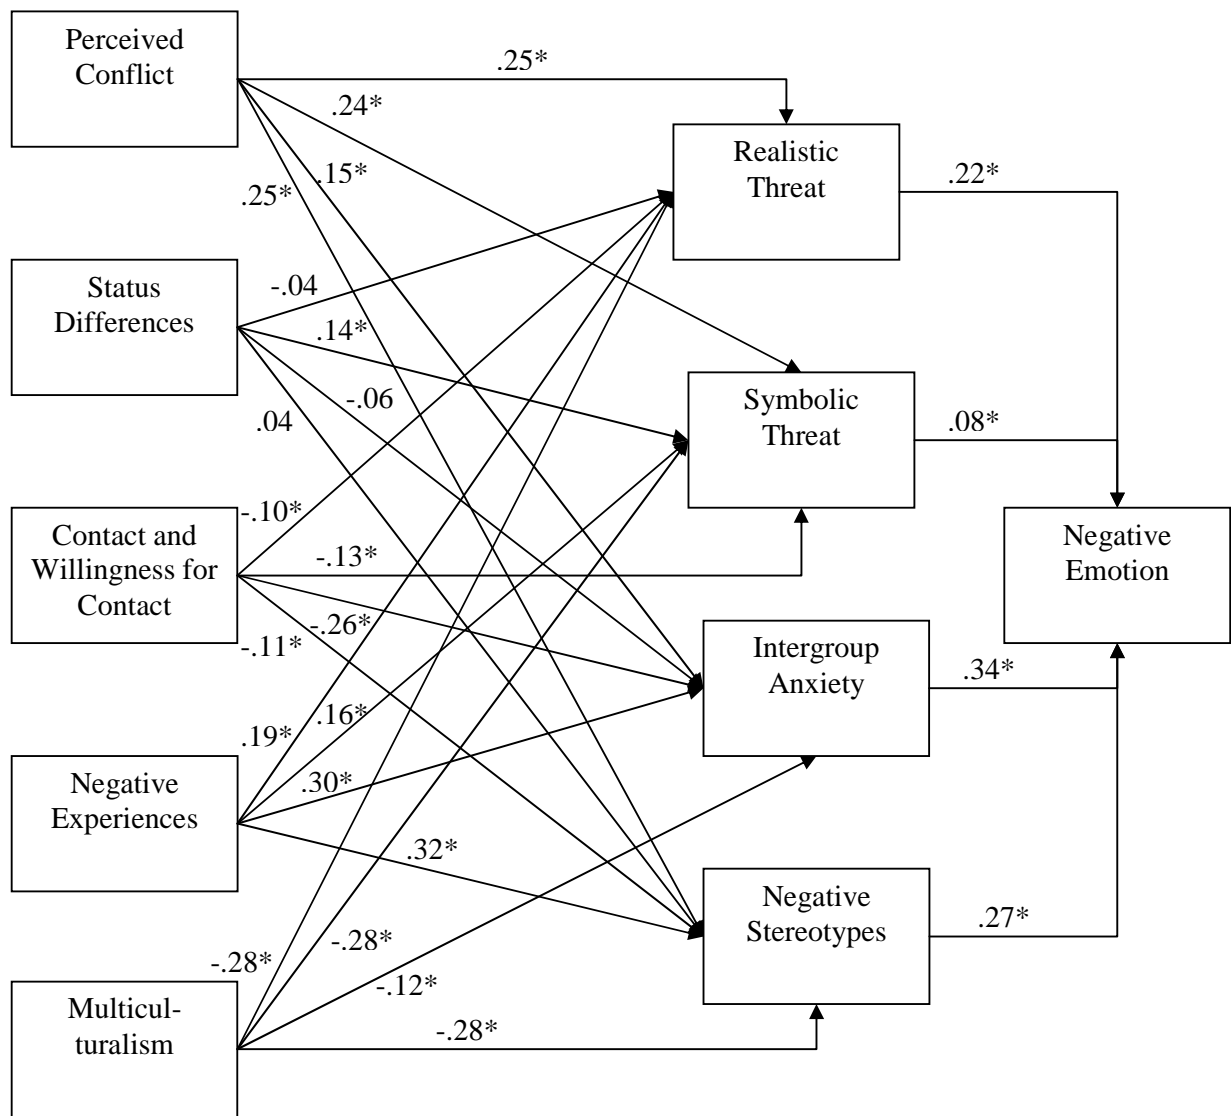 Perceived
Conflict
.25*
.24*
.15*
.25*
Realistic
Threat
.22*
Status
Differences
-.04
.14*
-.06
.04
Symbolic
Threat
.08*
Contact and
Willingness for
Contact
-.10*
-.13*
-.26*
-.11*
Negative
Emotion
Intergroup
Anxiety
.34*
Negative
Experiences
.19*
.16*
.30*
.32*
Negative
Stereotypes
.27*
Multicul-
turalism
-.28*
-.28*
-.12*
-.28*